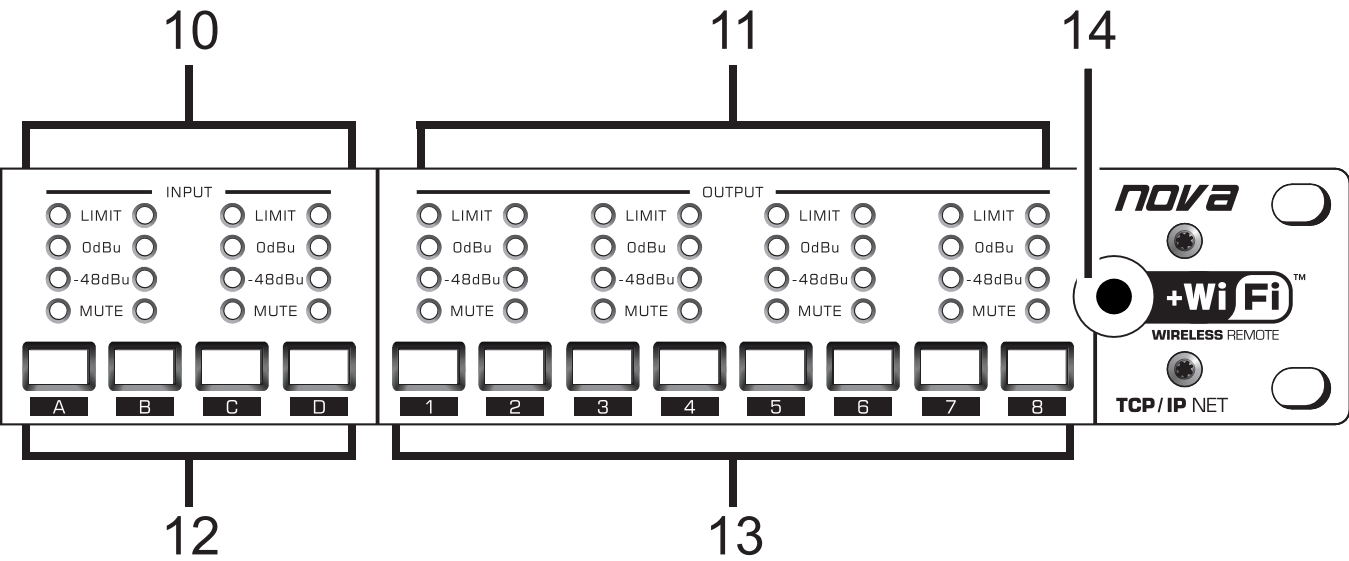 10 11 14
INPUT OUTPUT nova
LIMIT LIMIT LIMIT LIMIT LIMIT LIMIT
0dBu 0dBu 0dBu 0dBu 0dBu 0dBu
-48dBu -48dBu -48dBu -48dBu -48dBu -48dBu
+WiFi™
MUTE MUTE MUTE MUTE MUTE MUTE
WIRELESS REMOTE
A B C D 1 2 3 4 5 6 7 8 TCP/IP NET
12 13